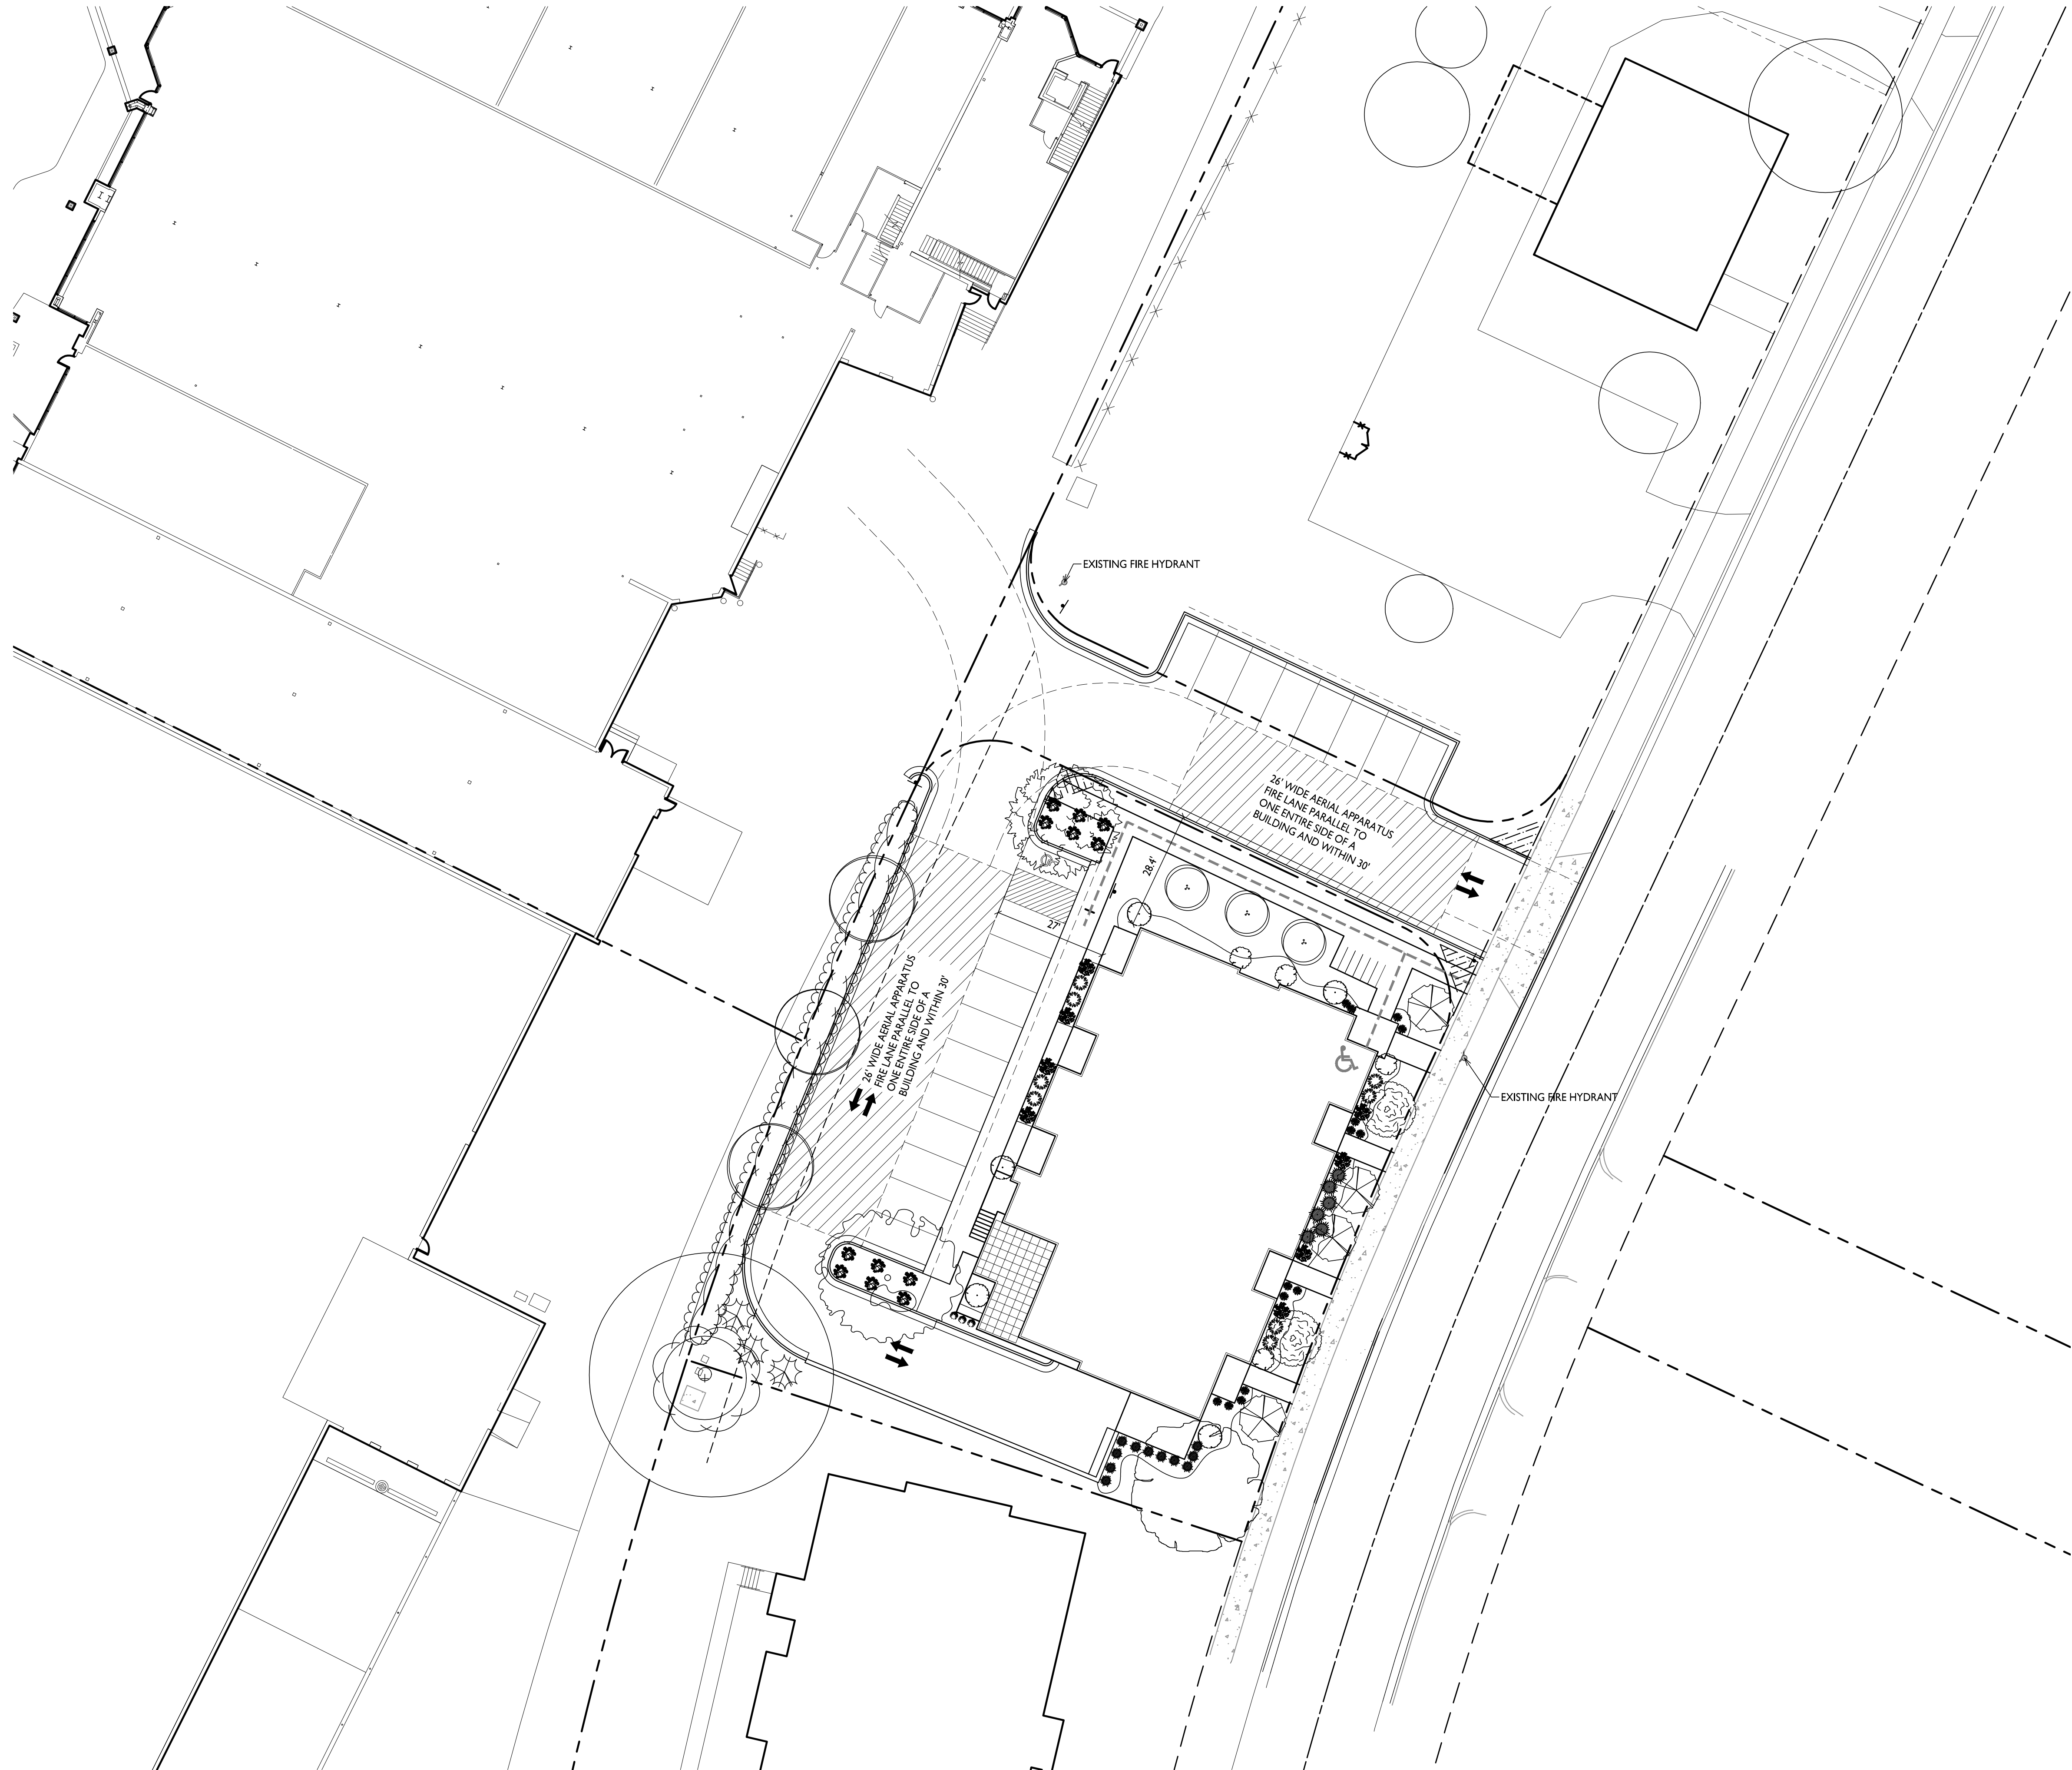 EXISTING FIRE HYDRANT
26' WIDE AERIAL APPARATUS
FIRE LANE PARALLEL TO
ONE ENTIRE SIDE OF A
BUILDING AND WITHIN 30'
28.4'
27'
26' WIDE AERIAL APPARATUS
FIRE LANE PARALLEL TO
ONE ENTIRE SIDE OF A
BUILDING AND WITHIN 30'
EXISTING FIRE HYDRANT